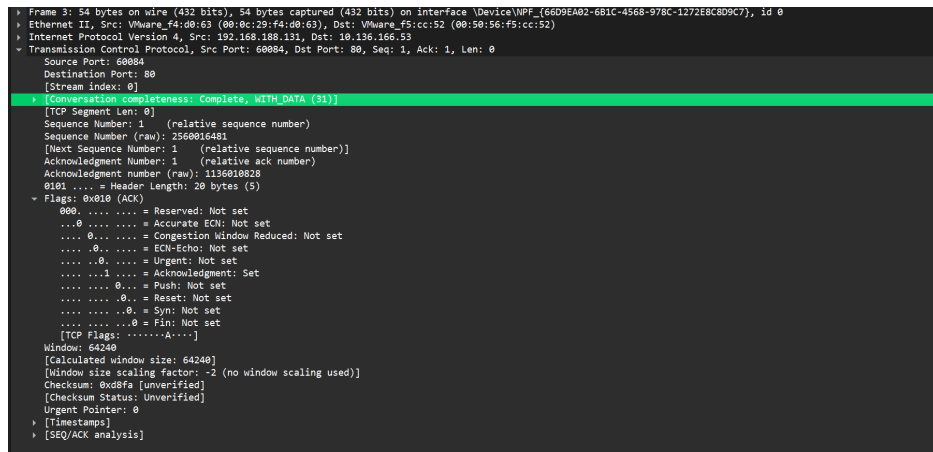 Frame 3: 54 bytes on wire (432 bits), 54 bytes captured (432 bits) on interface \Device\NPF_{66D9EA02-6B1C-4568-978C-1272E8C8D9C7}, id 0
Ethernet II, Src: VMware_f4:d0:63 (00:0c:29:f4:d0:63), Dst: VMware_f5:cc:52 (00:50:56:f5:cc:52)
Internet Protocol Version 4, Src: 192.168.188.131, Dst: 10.136.166.53
Transmission Control Protocol, Src Port: 60084, Dst Port: 80, Seq: 1, Ack: 1, Len: 0
Source Port: 60084
Destination Port: 80
[Stream index: 0]
[Conversation completeness: Complete, WITH_DATA (31)]
[TCP Segment Len: 0]
Sequence Number: 1    (relative sequence number)
Sequence Number (raw): 2560016481
[Next Sequence Number: 1    (relative sequence number)]
Acknowledgment Number: 1    (relative ack number)
Acknowledgment number (raw): 1136010828
0101 .... = Header Length: 20 bytes (5)
Flags: 0x010 (ACK)
000. .... .... = Reserved: Not set
...0 .... .... = Accurate ECN: Not set
.... 0... .... = Congestion Window Reduced: Not set
.... .0.. .... = ECN-Echo: Not set
.... ..0. .... = Urgent: Not set
.... ...1 .... = Acknowledgment: Set
.... .... 0... = Push: Not set
.... .... .0.. = Reset: Not set
.... .... ..0. = Syn: Not set
.... .... ...0 = Fin: Not set
[TCP Flags: ·······A····]
Window: 64240
[Calculated window size: 64240]
[Window size scaling factor: -2 (no window scaling used)]
Checksum: 0xd8fa [unverified]
[Checksum Status: Unverified]
Urgent Pointer: 0
[Timestamps]
[SEQ/ACK analysis]